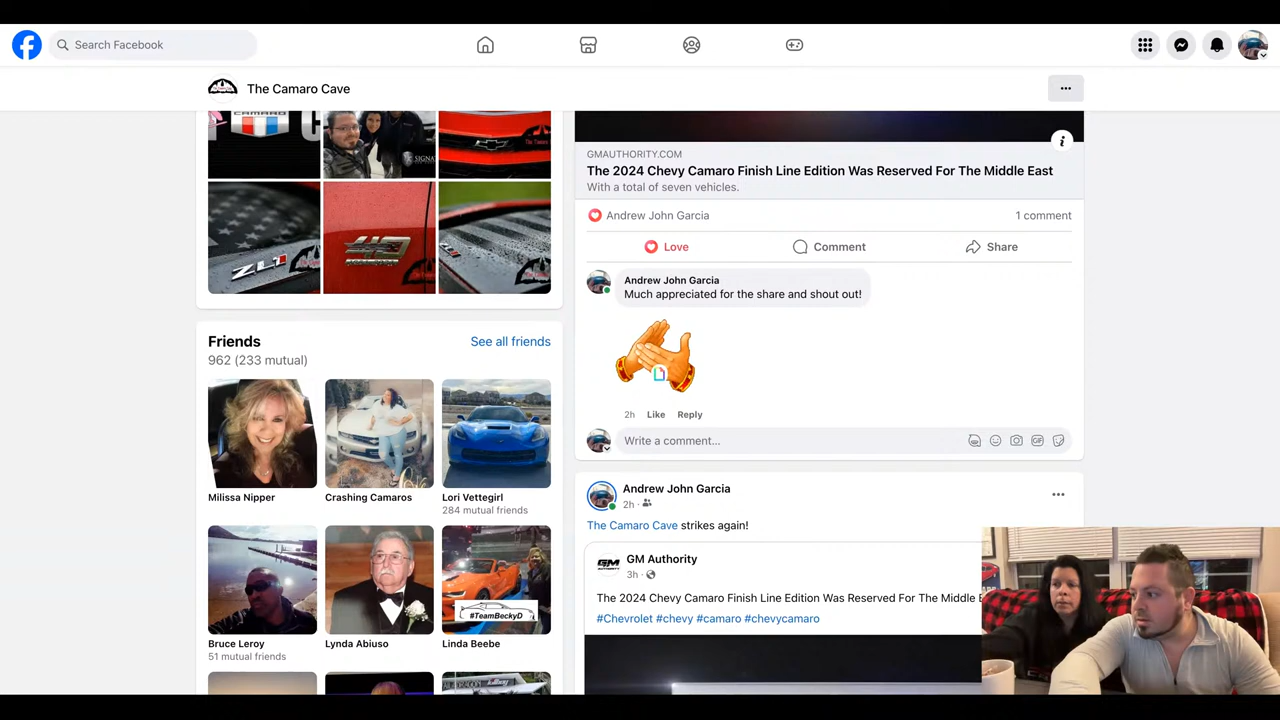 Search Facebook
The Camaro Cave
CAMARO
SIGNA
ZL1
GMAUTHORITY.COM
The 2024 Chevy Camaro Finish Line Edition Was Reserved For The Middle East
With a total of seven vehicles.
Andrew John Garcia
1 comment
Love
Comment
Share
Andrew John Garcia
Much appreciated for the share and shout out!
2h
Like
Reply
Write a comment...
GIF
Friends
See all friends
962 (233 mutual)
Milissa Nipper
Crashing Camaros
Lori Vettegirl
284 mutual friends
#TeamBeckyD
Bruce Leroy
51 mutual friends
Lynda Abiuso
Linda Beebe
Andrew John Garcia
2h
The Camaro Cave strikes again!
GM
GM Authority
3h
The 2024 Chevy Camaro Finish Line Edition Was Reserved For The Middle E
#Chevrolet #chevy #camaro #chevycamaro